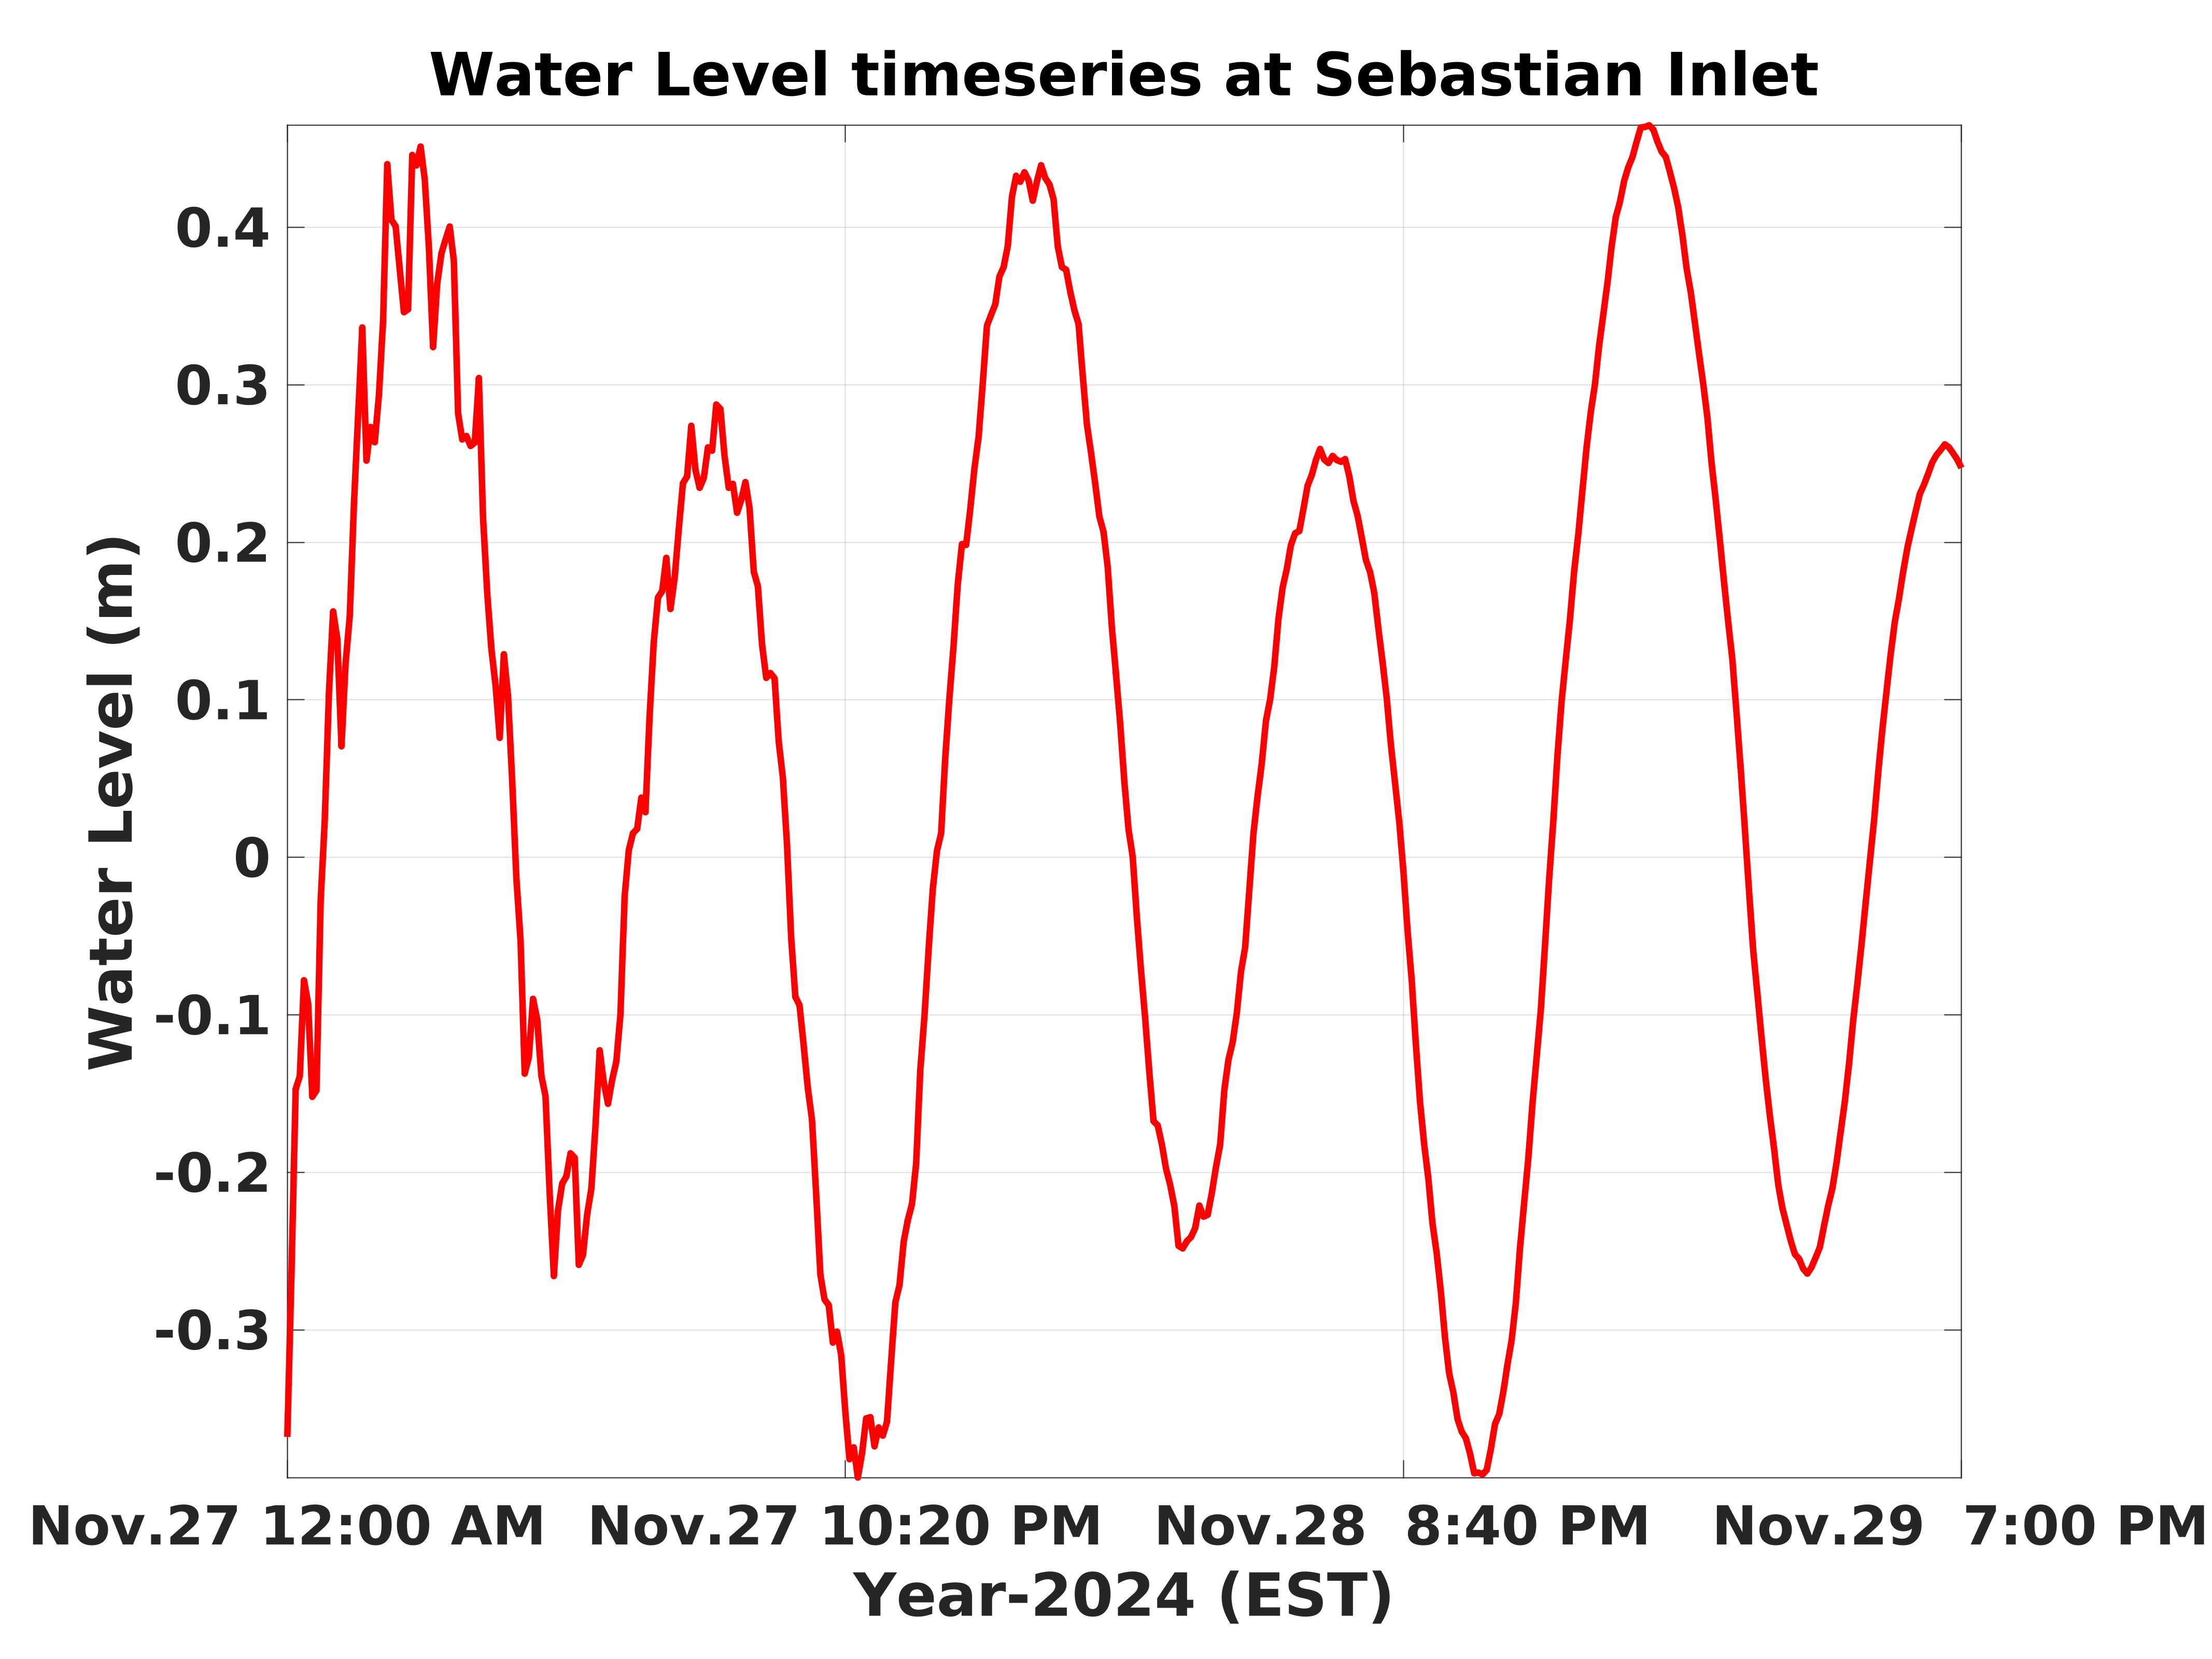 Water Level timeseries at Sebastian Inlet
Water Level (m)
0.4
0.3
0.2
0.1
0
-0.1
-0.2
-0.3
Nov.27 12:00 AM Nov.27 10:20 PM Nov.28 8:40 PM Nov.29 7:00 PM
Year-2024 (EST)